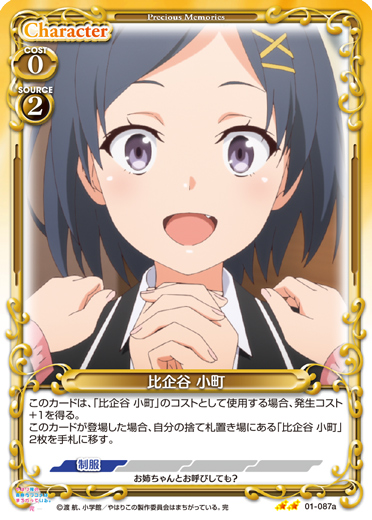 Precious Memories
Character
COST
0
SOURCE
2
比企谷 小町
このカードは、「比企谷 小町」のコストとして使用する場合、発生コスト
+1を得る。
このカードが登場した場合、自分の捨て札置き場にある「比企谷 小町」
2枚を手札に移す。
制服
お姉ちゃんとお呼びしても?
©渡 航、小学館/やはりこの製作委員会はまちがっている。完
01-087a